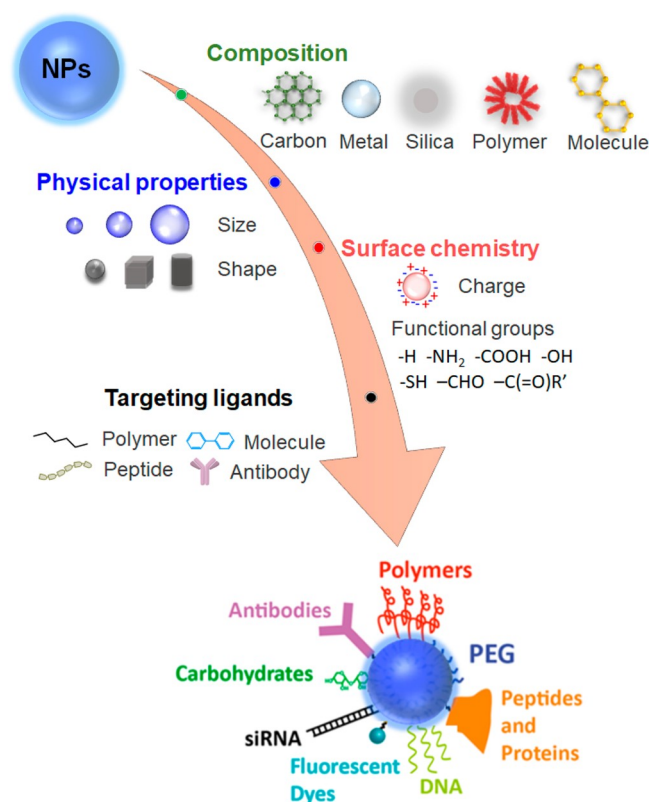 NPs
Composition
Carbon Metal Silica Polymer Molecule
Physical properties
Size
Shape
Surface chemistry
Charge
Functional groups
-H -NH₂ -COOH -OH
-SH –CHO –C(=O)R’
Targeting ligands
Polymer Molecule
Peptide Antibody
Polymers
Antibodies
PEG
Carbohydrates
Peptides
and
Proteins
siRNA
Fluorescent
Dyes
DNA